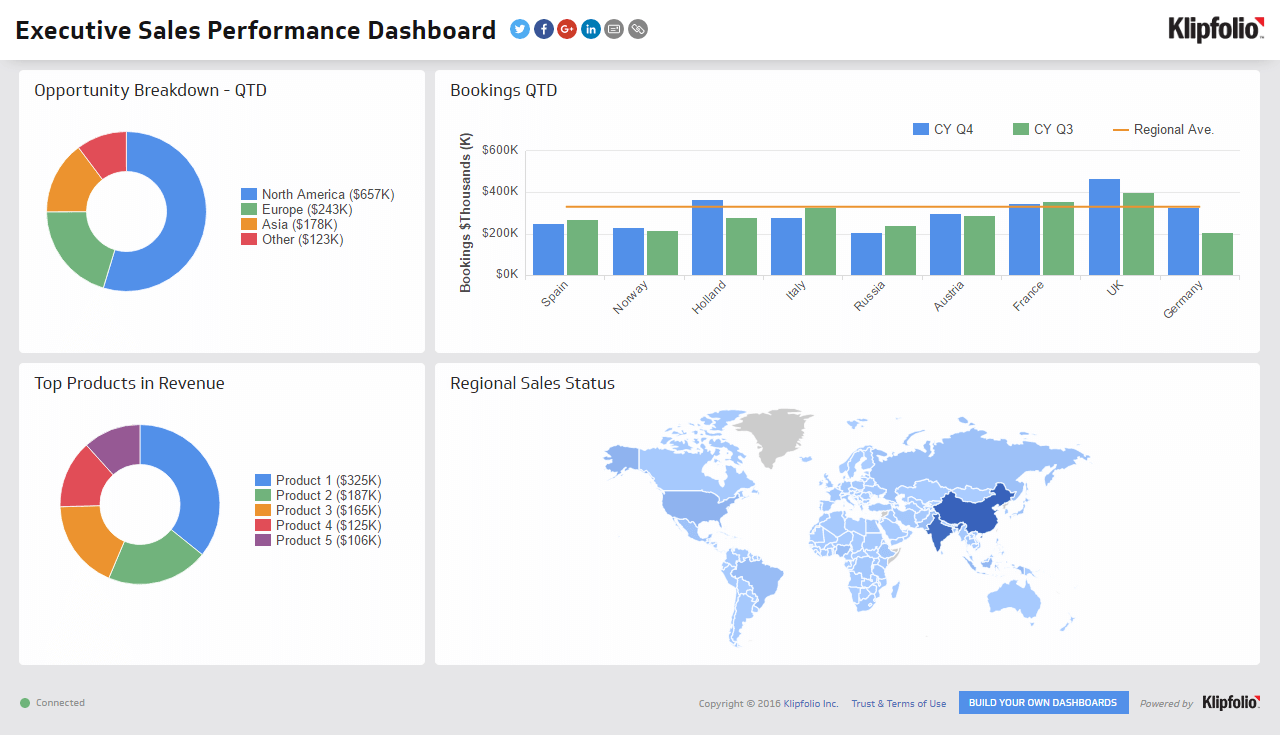 Executive Sales Performance Dashboard
Klipfolio
Opportunity Breakdown - QTD
North America ($657K)
Europe ($243K)
Asia ($178K)
Other ($123K)
Bookings QTD
CY Q4
CY Q3
Regional Ave.
Bookings $Thousands (K)
$600K
$400K
$200K
$0K
Spain
Norway
Holland
Italy
Russia
Austria
France
UK
Germany
Top Products in Revenue
Product 1 ($325K)
Product 2 ($187K)
Product 3 ($165K)
Product 4 ($125K)
Product 5 ($106K)
Regional Sales Status
Connected
Copyright © 2016 Klipfolio Inc.
Trust & Terms of Use
BUILD YOUR OWN DASHBOARDS
Powered by
Klipfolio